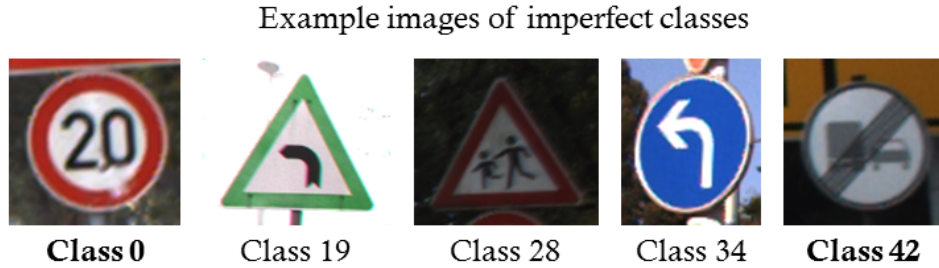 Example images of imperfect classes
20
Class 0
Class 19
Class 28
Class 34
Class 42